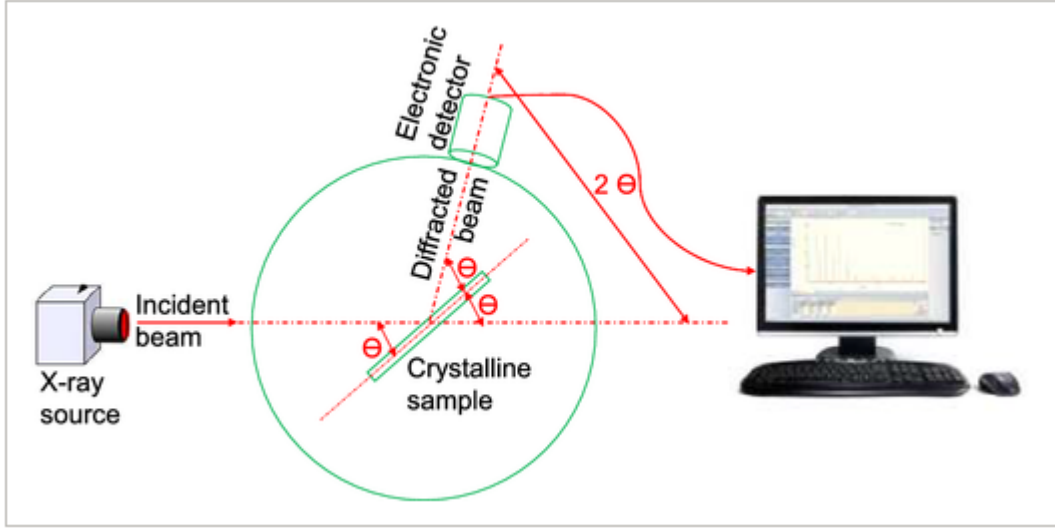 Electronic
detector
Diffracted
beam
2 Θ
Θ
Θ
Θ
Incident
beam
X-ray
source
Crystalline
sample